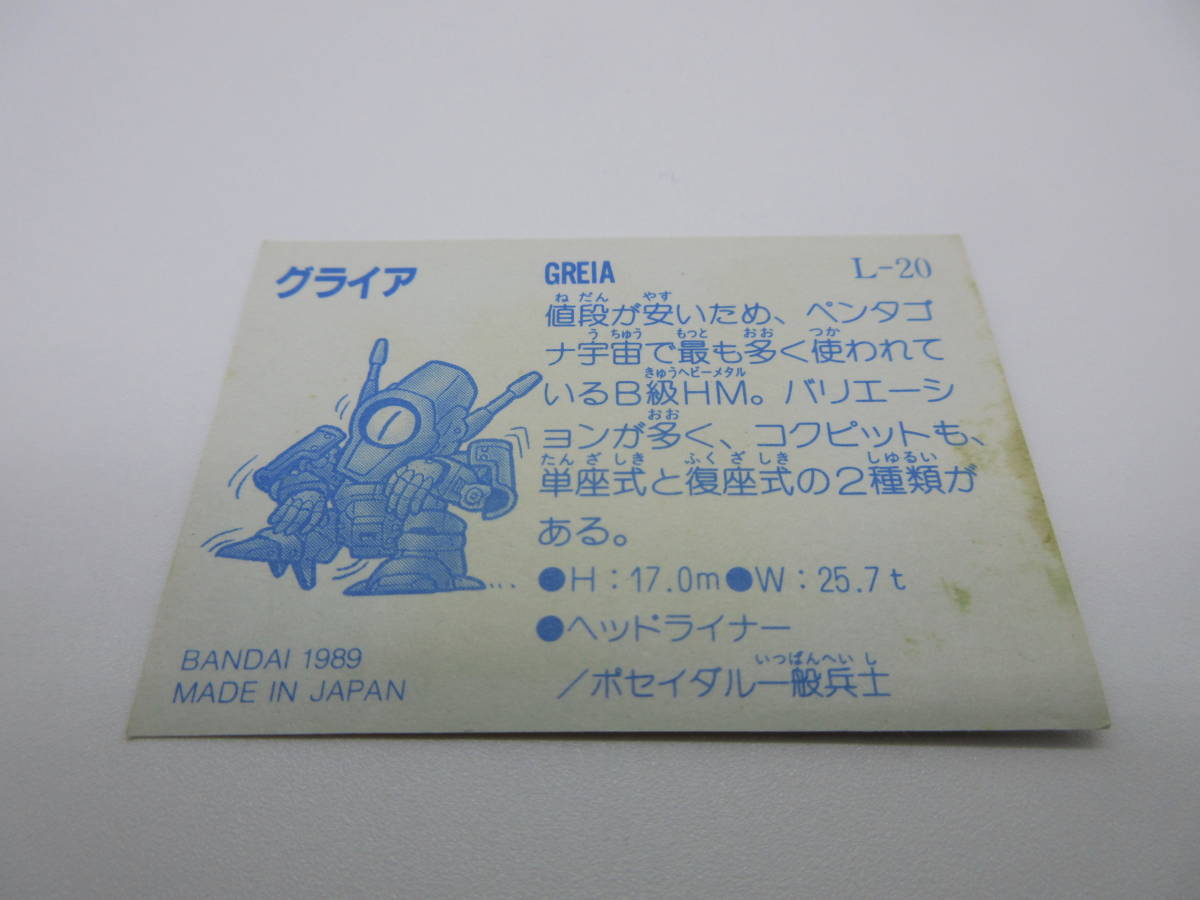 グライア
GREIA
L-20
ねだん やす
値段が安いため、ペンタゴ
うちゅう もっと おお つか
ナ宇宙で最も多く使われて
きゅうヘビーメタル
いるB級HM。バリエーシ
おお
ョンが多く、コクピットも、
たんざしき ふくざしき しゅるい
単座式と復座式の2種類が
ある。
●H:17.0m●W:25.7t
●ヘッドライナー
いっぱんへいし
/ポセイダル一般兵士
BANDAI 1989
MADE IN JAPAN